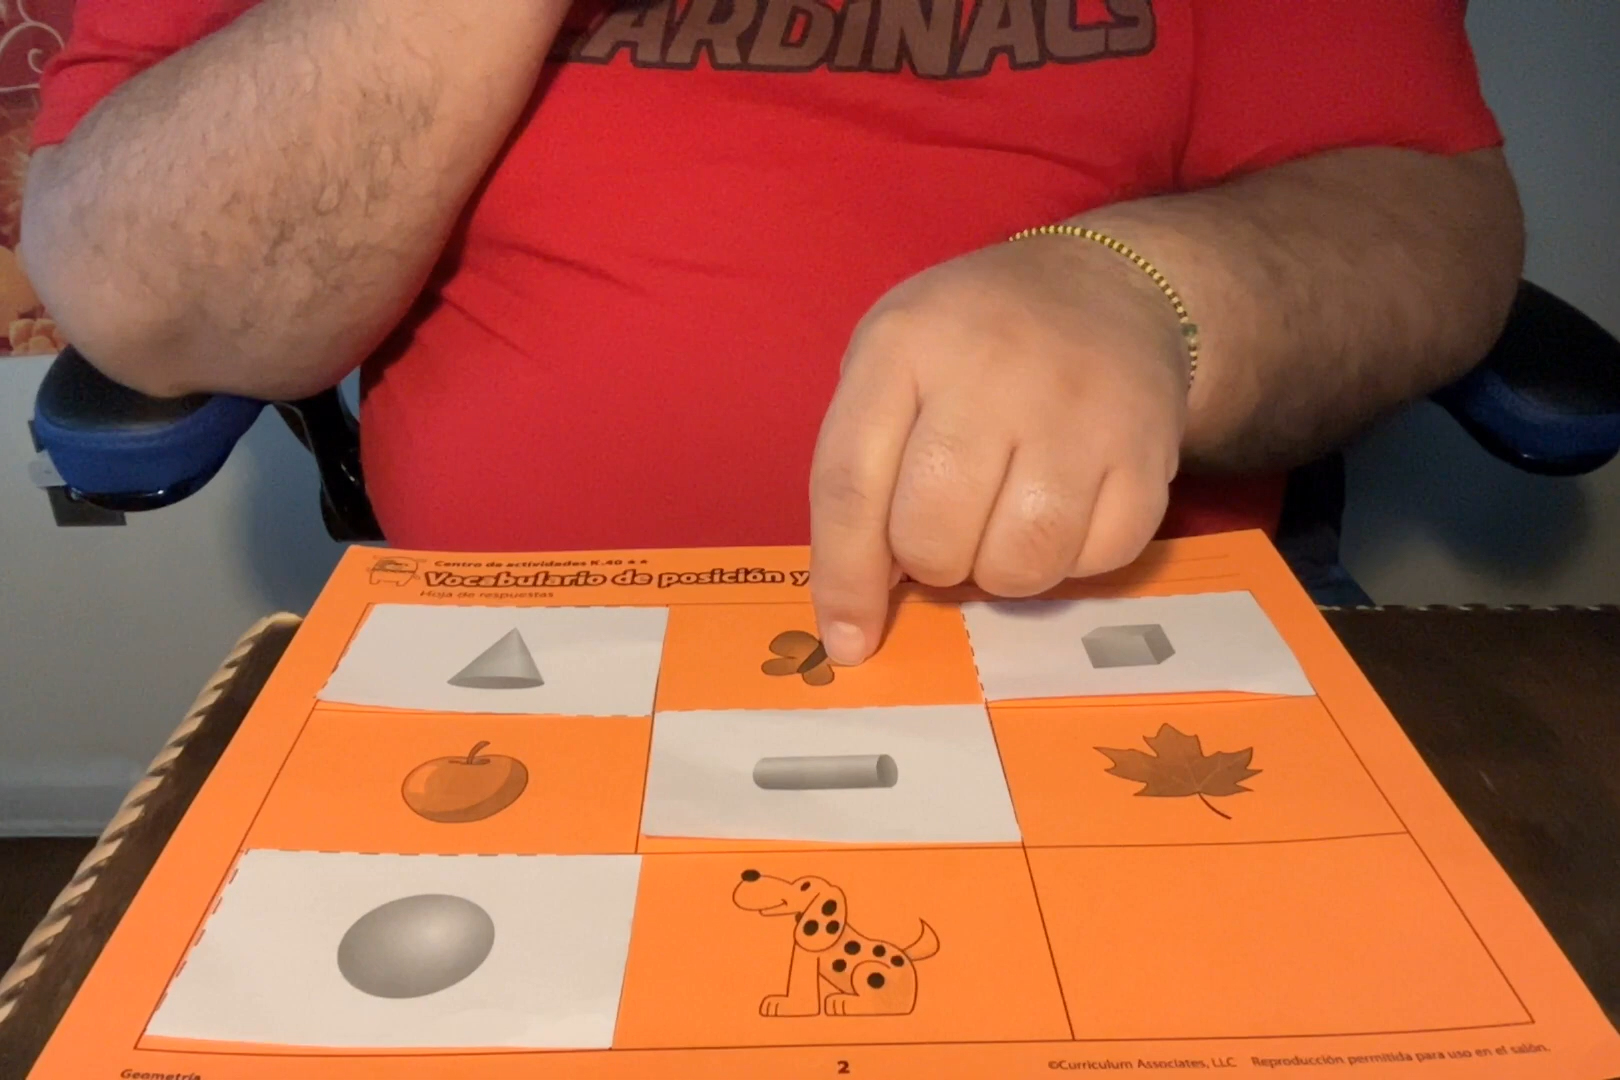 CARDINALS
Centro de actividades K.40 ★★
Vocabulario de posición y
Hoja de respuestas
Geometría
2
©Curriculum Associates, LLC Reproducción permitida para uso en el salón.